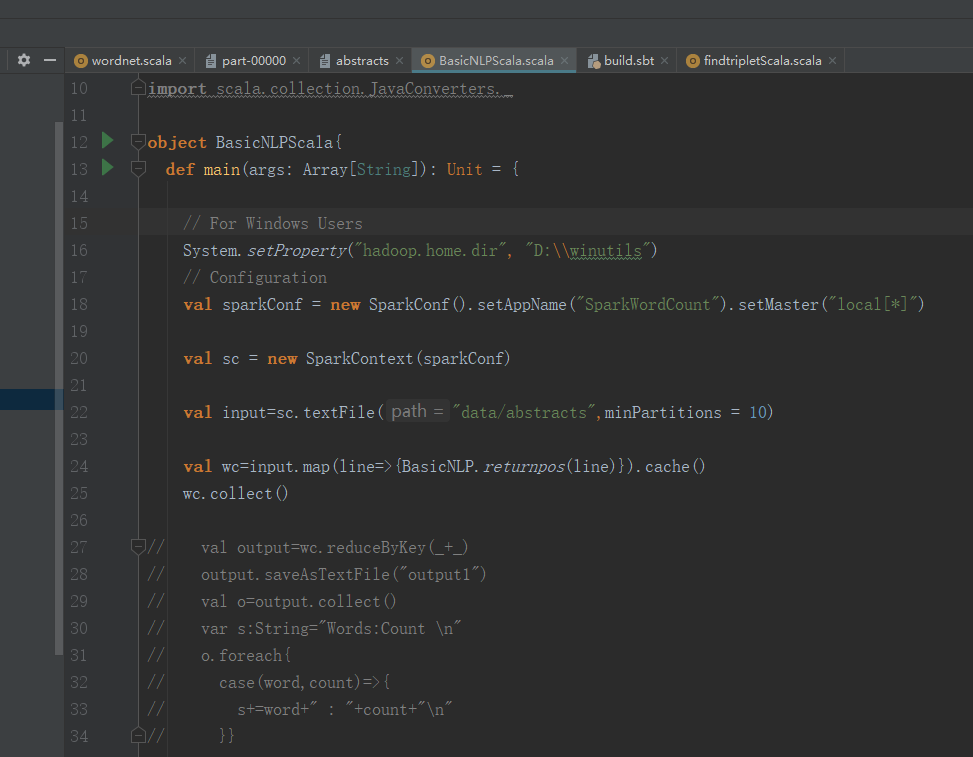 wordnet.scala part-00000 abstracts BasicNLPScala.scala build.sbt findtripletScala.scala
10 import scala.collection.JavaConverters._
11
12 object BasicNLPScala{
13 def main(args: Array[String]): Unit = {
14
15 // For Windows Users
16 System.setProperty("hadoop.home.dir", "D:\\winutils")
17 // Configuration
18 val sparkConf = new SparkConf().setAppName("SparkWordCount").setMaster("local[*]")
19
20 val sc = new SparkContext(sparkConf)
21
22 val input=sc.textFile( path = "data/abstracts",minPartitions = 10)
23
24 val wc=input.map(line=>{BasicNLP.returnpos(line)}).cache()
25 wc.collect()
26
27 // val output=wc.reduceByKey(_+_)
28 // output.saveAsTextFile("output1")
29 // val o=output.collect()
30 // var s:String="Words:Count \n"
31 // o.foreach{
32 // case(word,count)=>{
33 // s+=word+" : "+count+"\n"
34 // }}